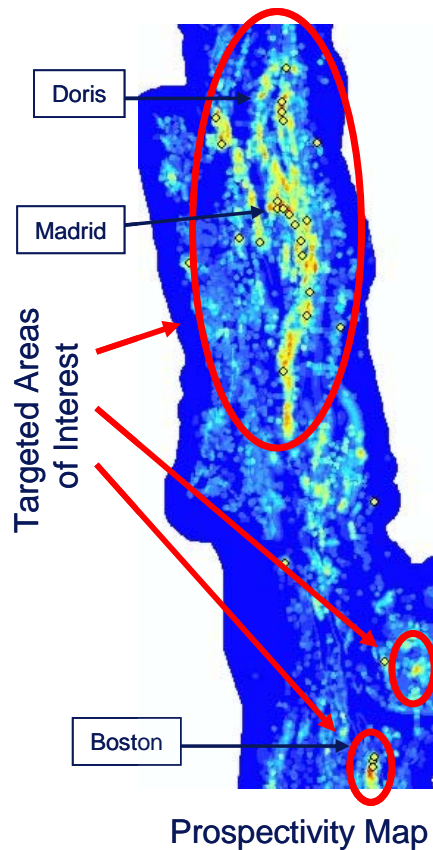 Doris
Madrid
Targeted Areas
of Interest
Boston
Prospectivity Map